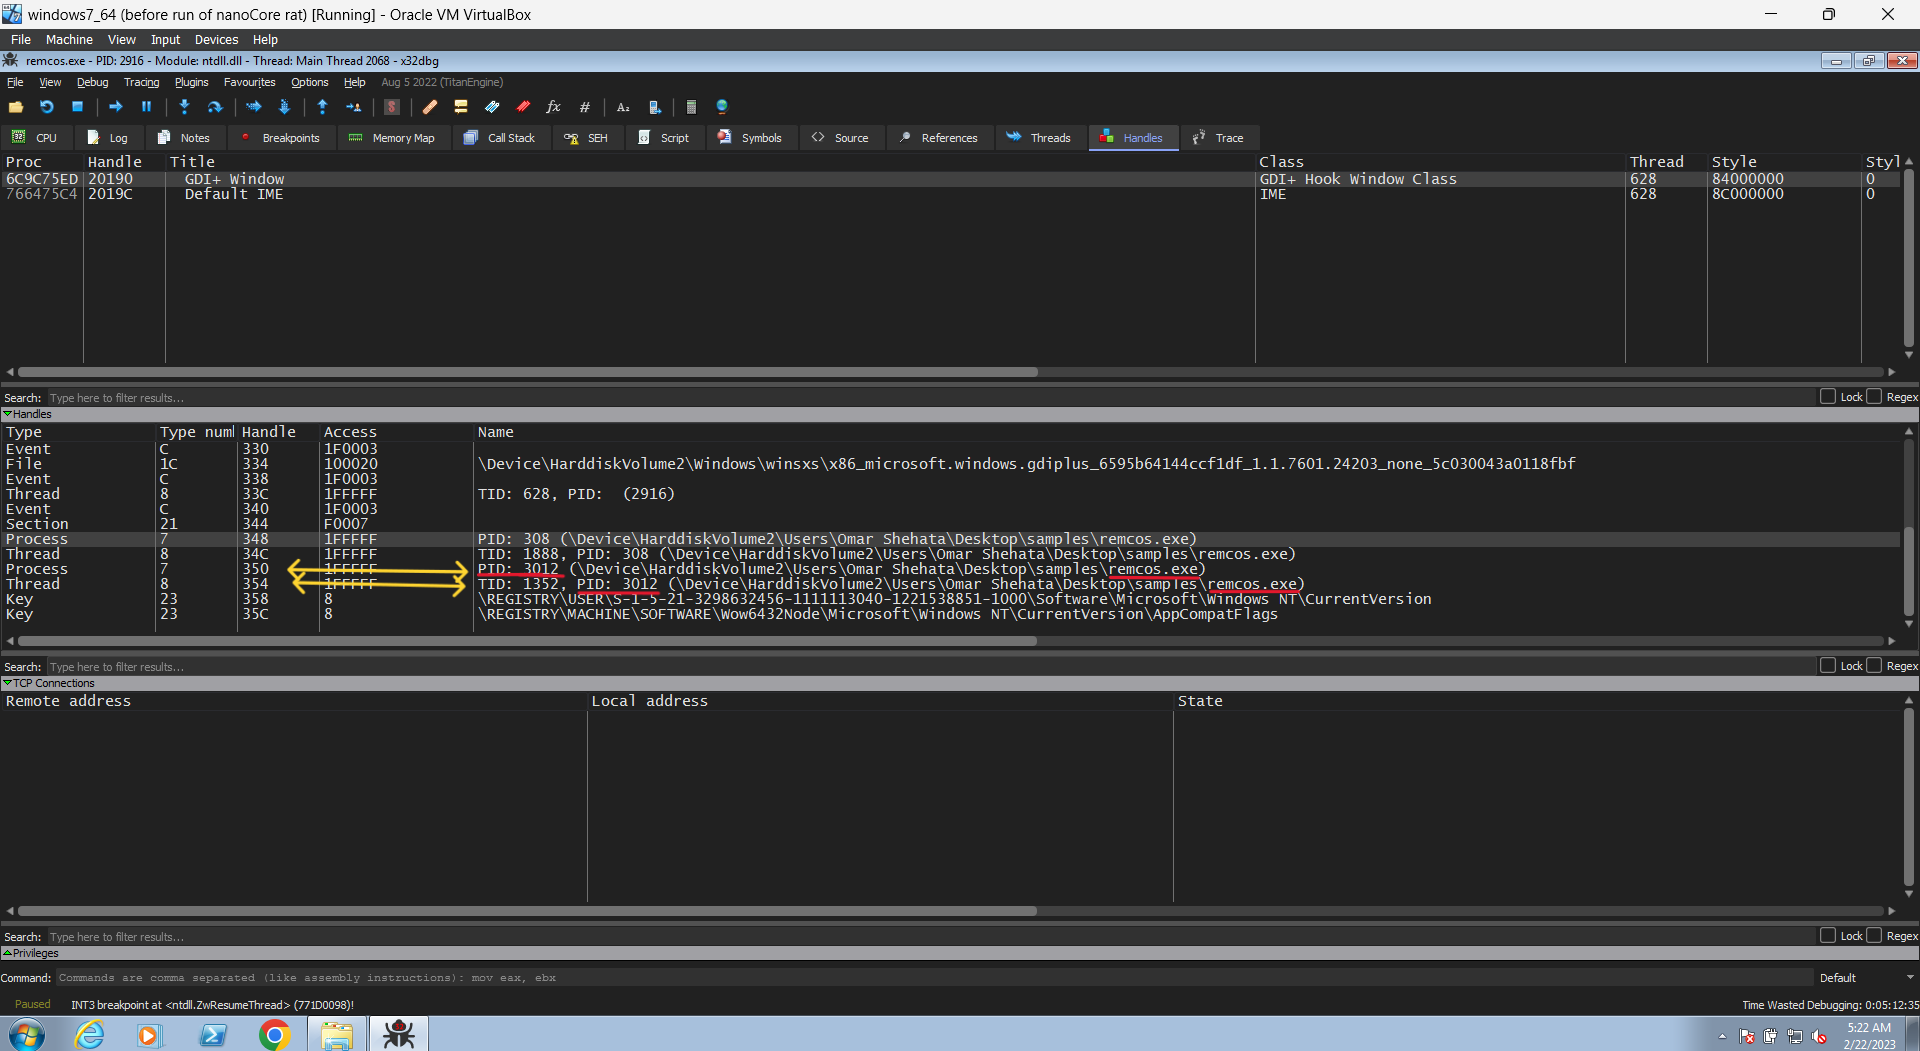 windows7_64 (before run of nanoCore rat) [Running] - Oracle VM VirtualBox
File Machine View Input Devices Help
remcos.exe - PID: 2916 - Module: ntdll.dll - Thread: Main Thread 2068 - x32dbg
File View Debug Tracing Plugins Favourites Options Help Aug 5 2022 (TitanEngine)
CPU Log Notes Breakpoints Memory Map Call Stack SEH Script Symbols Source References Threads Handles Trace
Proc Handle Title Class Thread Style Styl
6C9C75ED 20190 GDI+ Window GDI+ Hook Window Class 628 84000000 0
766475C4 2019C Default IME IME 628 8C000000 0
Search: Type here to filter results... Lock Regex
Handles
Type Type numl Handle Access Name
Event C 330 1F0003
File 1C 334 100020 \Device\HarddiskVolume2\Windows\winsxs\x86_microsoft.windows.gdiplus_6595b64144ccf1df_1.1.7601.24203_none_5c030043a0118fbf
Event C 338 1F0003
Thread 8 33C 1FFFFF TID: 628, PID: (2916)
Event C 340 1F0003
Section 21 344 F0007
Process 7 348 1FFFFF PID: 308 (\Device\HarddiskVolume2\Users\Omar Shehata\Desktop\samples\remcos.exe)
Thread 8 34C 1FFFFF TID: 1888, PID: 308 (\Device\HarddiskVolume2\Users\Omar Shehata\Desktop\samples\remcos.exe)
Process 7 350 1FFFFF PID: 3012 (\Device\HarddiskVolume2\Users\Omar Shehata\Desktop\samples\remcos.exe)
Thread 8 354 1FFFFF TID: 1352, PID: 3012 (\Device\HarddiskVolume2\Users\Omar Shehata\Desktop\samples\remcos.exe)
Key 23 358 8 \REGISTRY\USER\S-1-5-21-3298632456-1111113040-1221538851-1000\Software\Microsoft\Windows NT\CurrentVersion
Key 23 35C 8 \REGISTRY\MACHINE\SOFTWARE\Wow6432Node\Microsoft\Windows NT\CurrentVersion\AppCompatFlags
Search: Type here to filter results... Lock Regex
TCP Connections
Remote address Local address State
Search: Type here to filter results... Lock Regex
Privileges
Command: Commands are comma separated (like assembly instructions): mov eax, ebx Default
Paused INT3 breakpoint at <ntdll.ZwResumeThread> (771D0098)! Time Wasted Debugging: 0:05:12:35
5:22 AM
2/22/2023